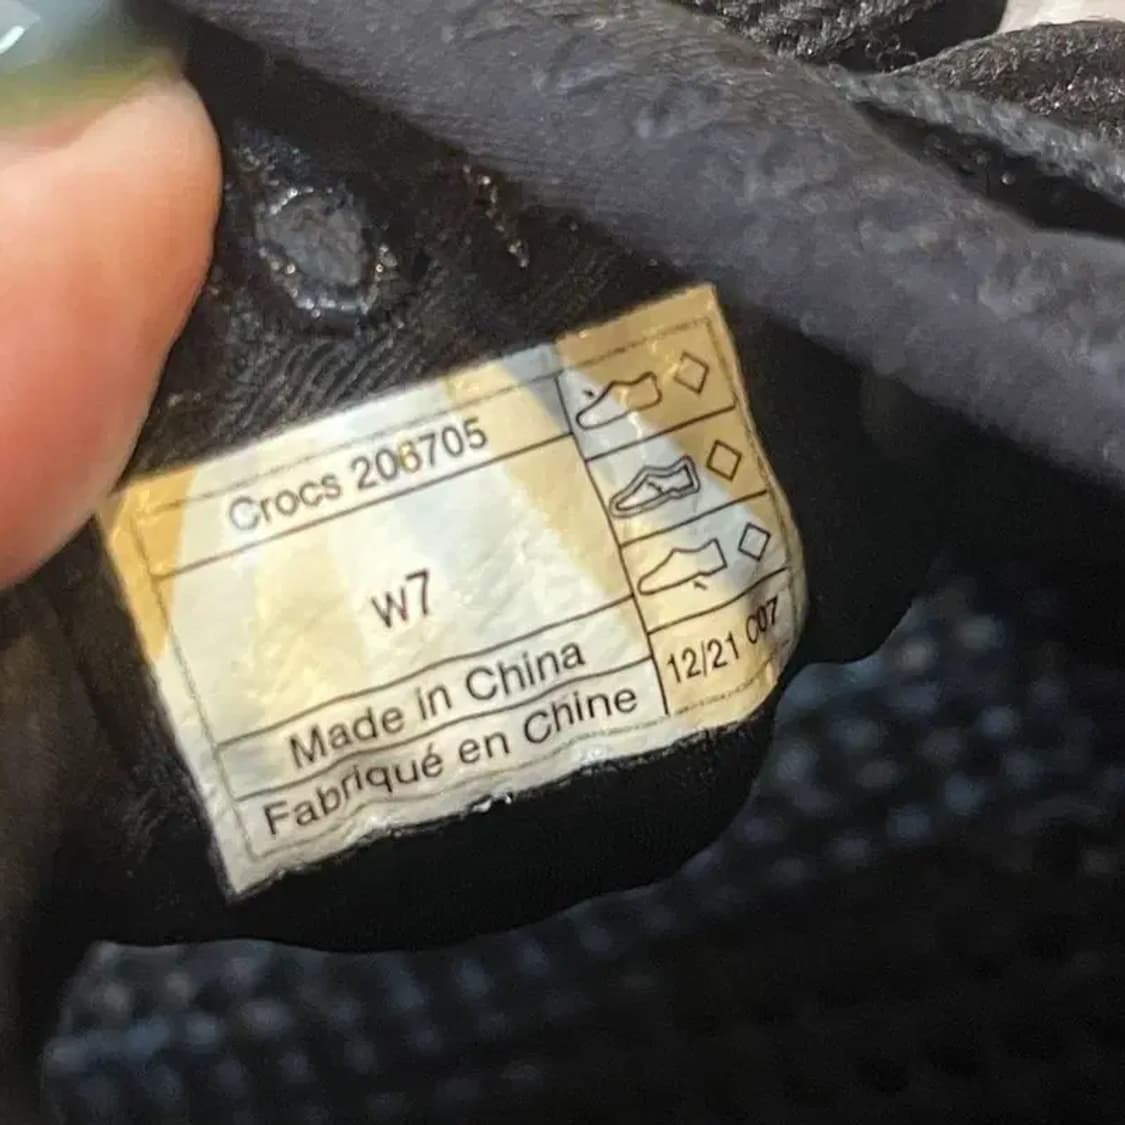 Crocs 206705
W7
Made in China
Fabriqué en Chine
12/21 C07